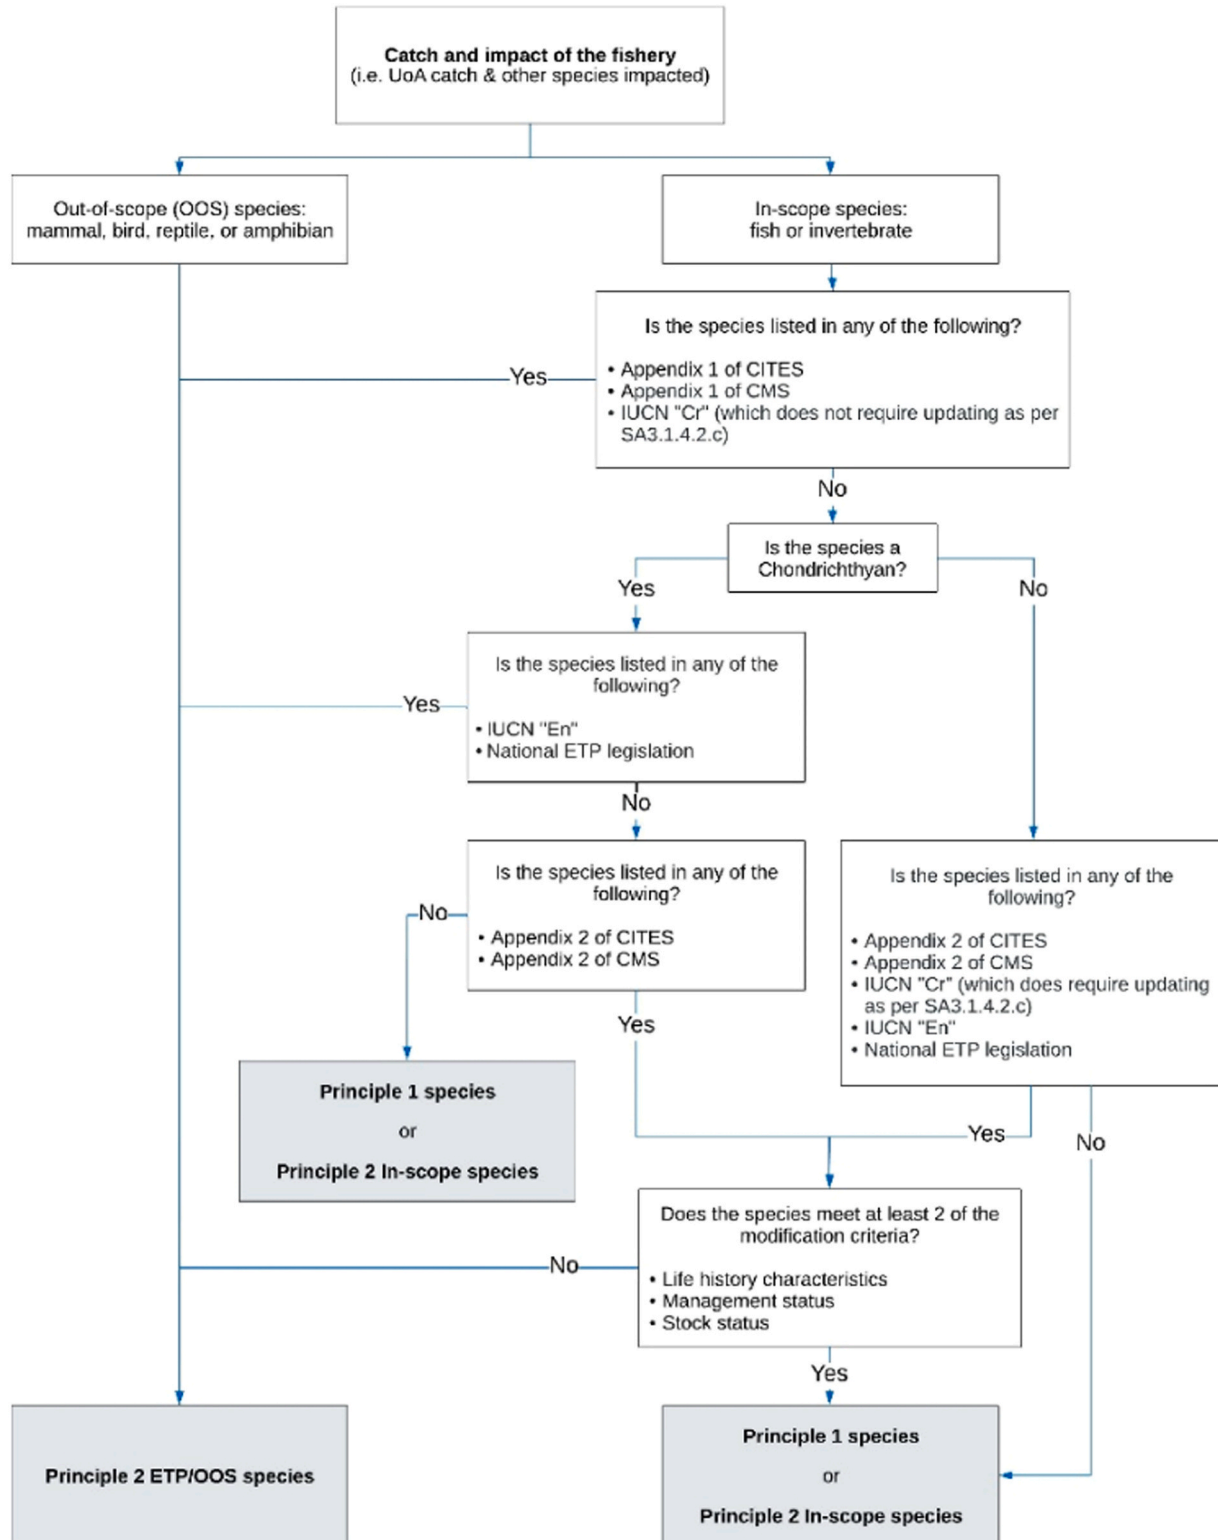 Catch and impact of the fishery
(i.e. UoA catch & other species impacted)
Out-of-scope (OOS) species:
mammal, bird, reptile, or amphibian
In-scope species:
fish or invertebrate
Is the species listed in any of the following?
• Appendix 1 of CITES
• Appendix 1 of CMS
• IUCN "Cr" (which does not require updating as per
SA3.1.4.2.c)
Yes
No
Is the species a
Chondrichthyan?
Yes
No
Is the species listed in any of the
following?
• IUCN "En"
• National ETP legislation
Yes
No
Is the species listed in any of the
following?
• Appendix 2 of CITES
• Appendix 2 of CMS
No
Yes
Is the species listed in any of the
following?
• Appendix 2 of CITES
• Appendix 2 of CMS
• IUCN "Cr" (which does require updating
as per SA3.1.4.2.c)
• IUCN "En"
• National ETP legislation
Yes
No
Principle 1 species
or
Principle 2 In-scope species
Does the species meet at least 2 of the
modification criteria?
• Life history characteristics
• Management status
• Stock status
No
Yes
Principle 2 ETP/OOS species
Principle 1 species
or
Principle 2 In-scope species